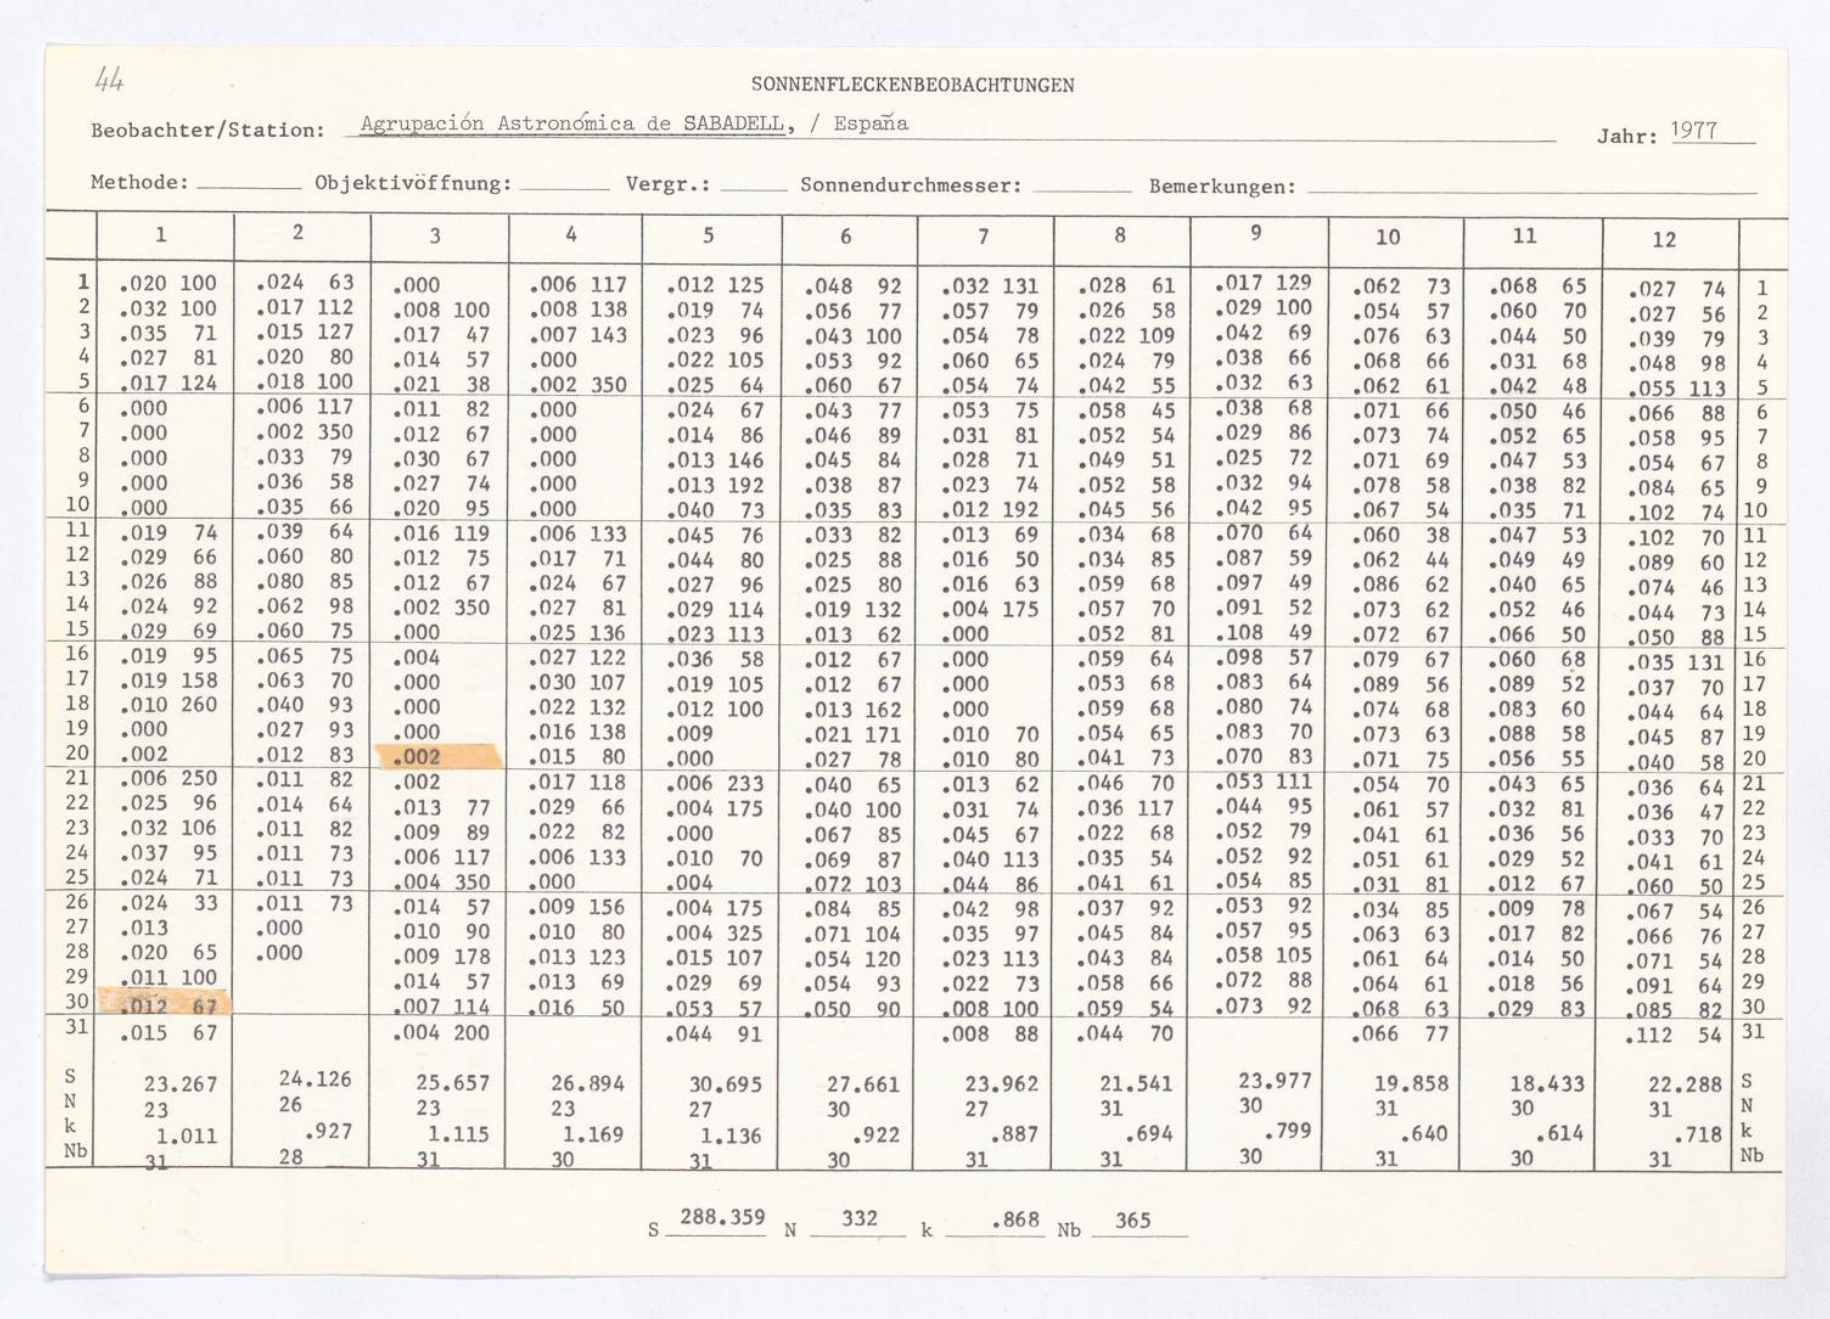 44
SONNENFLECKENBEOBACHTUNGEN
Beobachter/Station: Agrupación Astronómica de SABADELL, / España Jahr: 1977
Methode: Objektivöffnung: Vergr.: Sonnendurchmesser: Bemerkungen:
1 2 3 4 5 6 7 8 9 10 11 12
1 .020 100 .024 63 .000 .006 117 .012 125 .048 92 .032 131 .028 61 .017 129 .062 73 .068 65 .027 74 1
2 .032 100 .017 112 .008 100 .008 138 .019 74 .056 77 .057 79 .026 58 .029 100 .054 57 .060 70 .027 56 2
3 .035 71 .015 127 .017 47 .007 143 .023 96 .043 100 .054 78 .022 109 .042 69 .076 63 .044 50 .039 79 3
4 .027 81 .020 80 .014 57 .000 .022 105 .053 92 .060 65 .024 79 .038 66 .068 66 .031 68 .048 98 4
5 .017 124 .018 100 .021 38 .002 350 .025 64 .060 67 .054 74 .042 55 .032 63 .062 61 .042 48 .055 113 5
6 .000 .006 117 .011 82 .000 .024 67 .043 77 .053 75 .058 45 .038 68 .071 66 .050 46 .066 88 6
7 .000 .002 350 .012 67 .000 .014 86 .046 89 .031 81 .052 54 .029 86 .073 74 .052 65 .058 95 7
8 .000 .033 79 .030 67 .000 .013 146 .045 84 .028 71 .049 51 .025 72 .071 69 .047 53 .054 67 8
9 .000 .036 58 .027 74 .000 .013 192 .038 87 .023 74 .052 58 .032 94 .078 58 .038 82 .084 65 9
10 .000 .035 66 .020 95 .000 .040 73 .035 83 .012 192 .045 56 .042 95 .067 54 .035 71 .102 74 10
11 .019 74 .039 64 .016 119 .006 133 .045 76 .033 82 .013 69 .034 68 .070 64 .060 38 .047 53 .102 70 11
12 .029 66 .060 80 .012 75 .017 71 .044 80 .025 88 .016 50 .034 85 .087 59 .062 44 .049 49 .089 60 12
13 .026 88 .080 85 .012 67 .024 67 .027 96 .025 80 .016 63 .059 68 .097 49 .086 62 .040 65 .074 46 13
14 .024 92 .062 98 .002 350 .027 81 .029 114 .019 132 .004 175 .057 70 .091 52 .073 62 .052 46 .044 73 14
15 .029 69 .060 75 .000 .025 136 .023 113 .013 62 .000 .052 81 .108 49 .072 67 .066 50 .050 88 15
16 .019 95 .065 75 .004 .027 122 .036 58 .012 67 .000 .059 64 .098 57 .079 67 .060 68 .035 131 16
17 .019 158 .063 70 .000 .030 107 .019 105 .012 67 .000 .053 68 .083 64 .089 56 .089 52 .037 70 17
18 .010 260 .040 93 .000 .022 132 .012 100 .013 162 .000 .059 68 .080 74 .074 68 .083 60 .044 64 18
19 .000 .027 93 .000 .016 138 .009 .021 171 .010 70 .054 65 .083 70 .073 63 .088 58 .045 87 19
20 .002 .012 83 .002 .015 80 .000 .027 78 .010 80 .041 73 .070 83 .071 75 .056 55 .040 58 20
21 .006 250 .011 82 .002 .017 118 .006 233 .040 65 .013 62 .046 70 .053 111 .054 70 .043 65 .036 64 21
22 .025 96 .014 64 .013 77 .029 66 .004 175 .040 100 .031 74 .036 117 .044 95 .061 57 .032 81 .036 47 22
23 .032 106 .011 82 .009 89 .022 82 .000 .067 85 .045 67 .022 68 .052 79 .041 61 .036 56 .033 70 23
24 .037 95 .011 73 .006 117 .006 133 .010 70 .069 87 .040 113 .035 54 .052 92 .051 61 .029 52 .041 61 24
25 .024 71 .011 73 .004 350 .000 .004 .072 103 .044 86 .041 61 .054 85 .031 81 .012 67 .060 50 25
26 .024 33 .011 73 .014 57 .009 156 .004 175 .084 85 .042 98 .037 92 .053 92 .034 85 .009 78 .067 54 26
27 .013 .000 .010 90 .010 80 .004 325 .071 104 .035 97 .045 84 .057 95 .063 63 .017 82 .066 76 27
28 .020 65 .000 .009 178 .013 123 .015 107 .054 120 .023 113 .043 84 .058 105 .061 64 .014 50 .071 54 28
29 .011 100 .014 57 .013 69 .029 69 .054 93 .022 73 .058 66 .072 88 .064 61 .018 56 .091 64 29
30 .012 67 .007 114 .016 50 .053 57 .050 90 .008 100 .059 54 .073 92 .068 63 .029 83 .085 82 30
31 .015 67 .004 200 .044 91 .008 88 .044 70 .066 77 .112 54 31
S 23.267 24.126 25.657 26.894 30.695 27.661 23.962 21.541 23.977 19.858 18.433 22.288 S
N 23 26 23 23 27 30 27 31 30 31 30 31 N
k 1.011 .927 1.115 1.169 1.136 .922 .887 .694 .799 .640 .614 .718 k
Nb 31 28 31 30 31 30 31 31 30 31 30 31 Nb
S 288.359 N 332 k .868 Nb 365